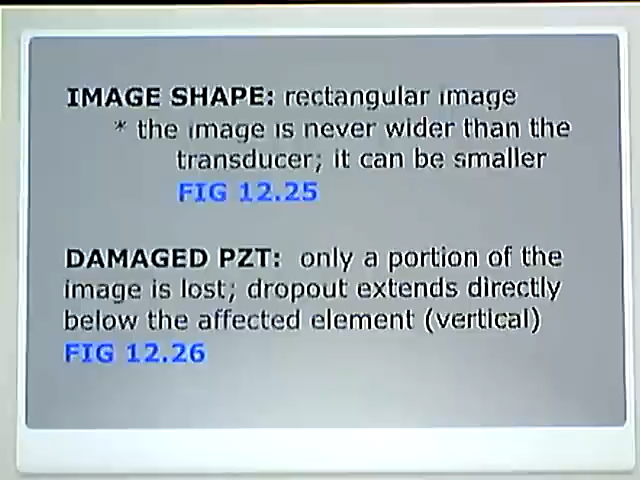 IMAGE SHAPE: rectangular image
* the image is never wider than the
transducer; it can be smaller
FIG 12.25
DAMAGED PZT: only a portion of the
image is lost; dropout extends directly
below the affected element (vertical)
FIG 12.26